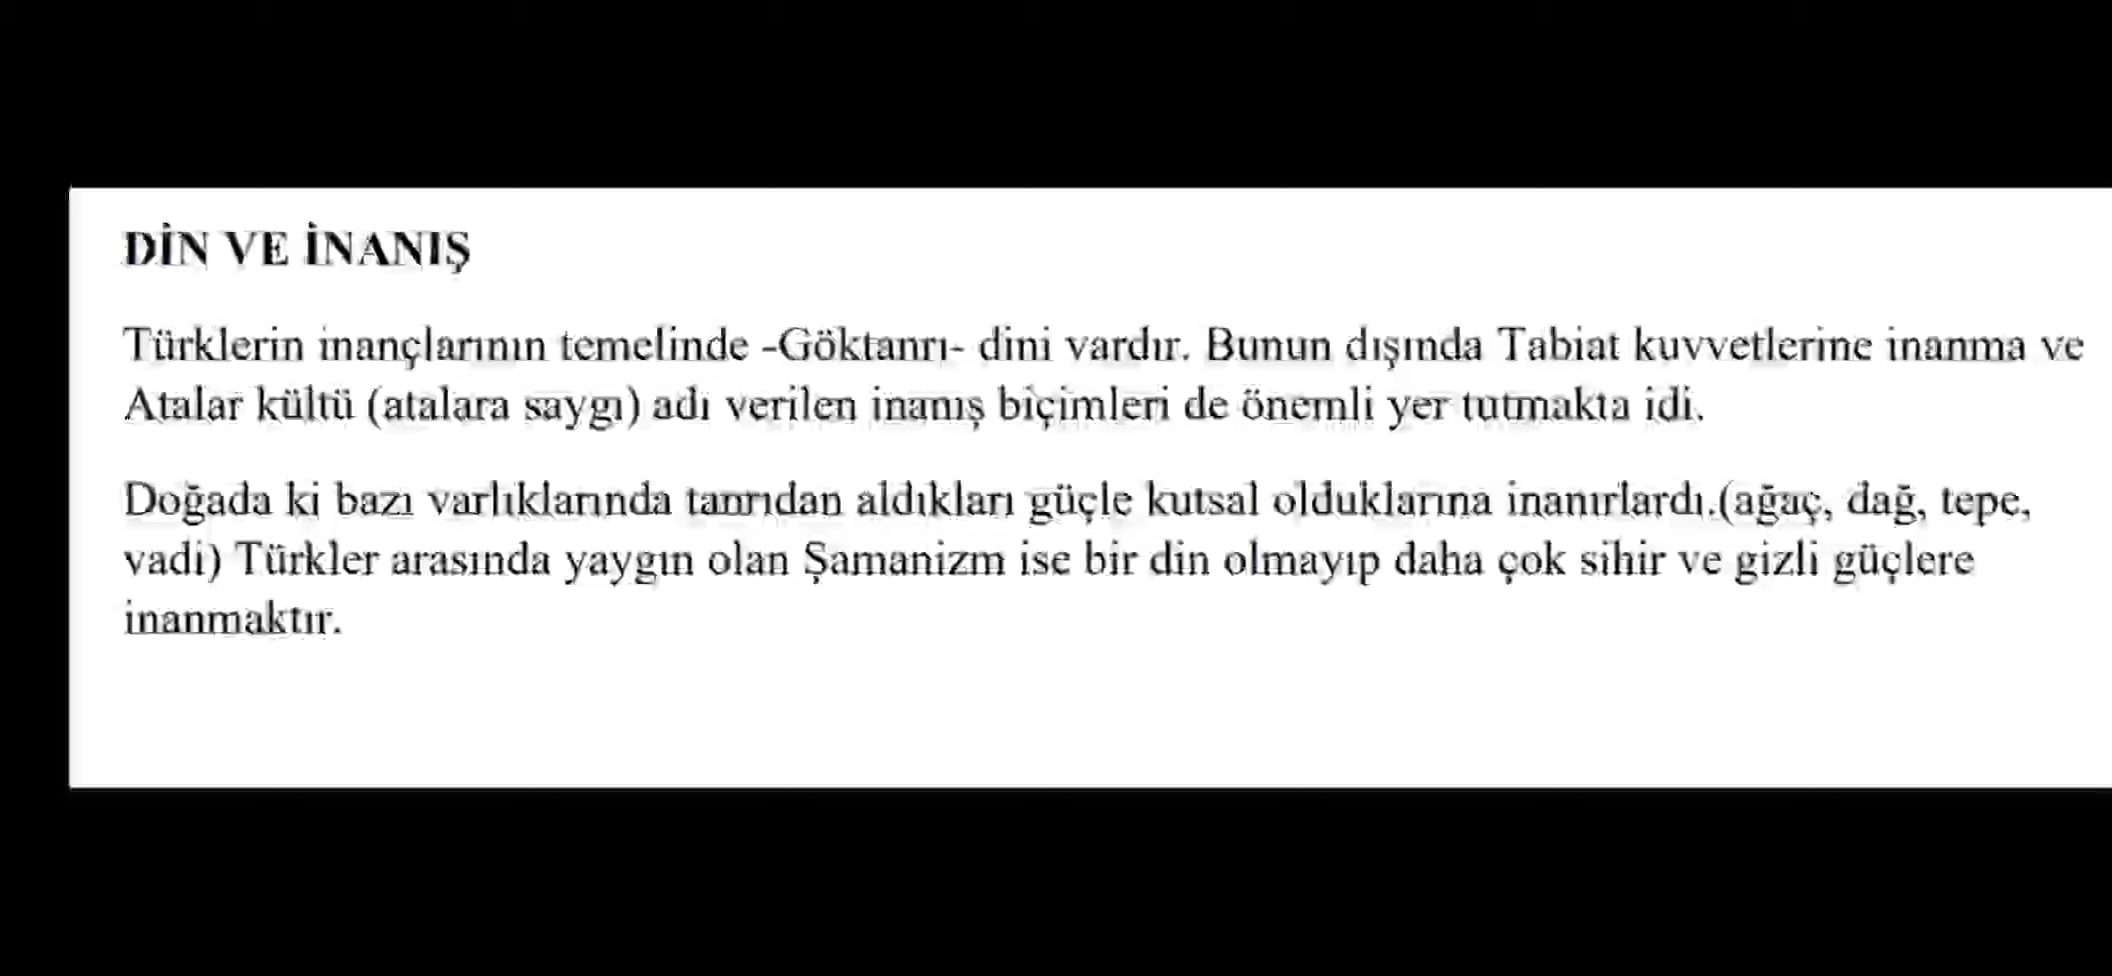 DİN VE İNANIŞ
Türklerin inançlarının temelinde -Göktanrı- dini vardır. Bunun dışında Tabiat kuvvetlerine inanma ve
Atalar kültü (atalara saygı) adı verilen inanış biçimleri de önemli yer tutmakta idi.
Doğada ki bazı varlıklarında tanrıdan aldıkları güçle kutsal olduklarına inanırlardı.(ağaç, dağ, tepe,
vadi) Türkler arasında yaygın olan Şamanizm ise bir din olmayıp daha çok sihir ve gizli güçlere
inanmaktır.